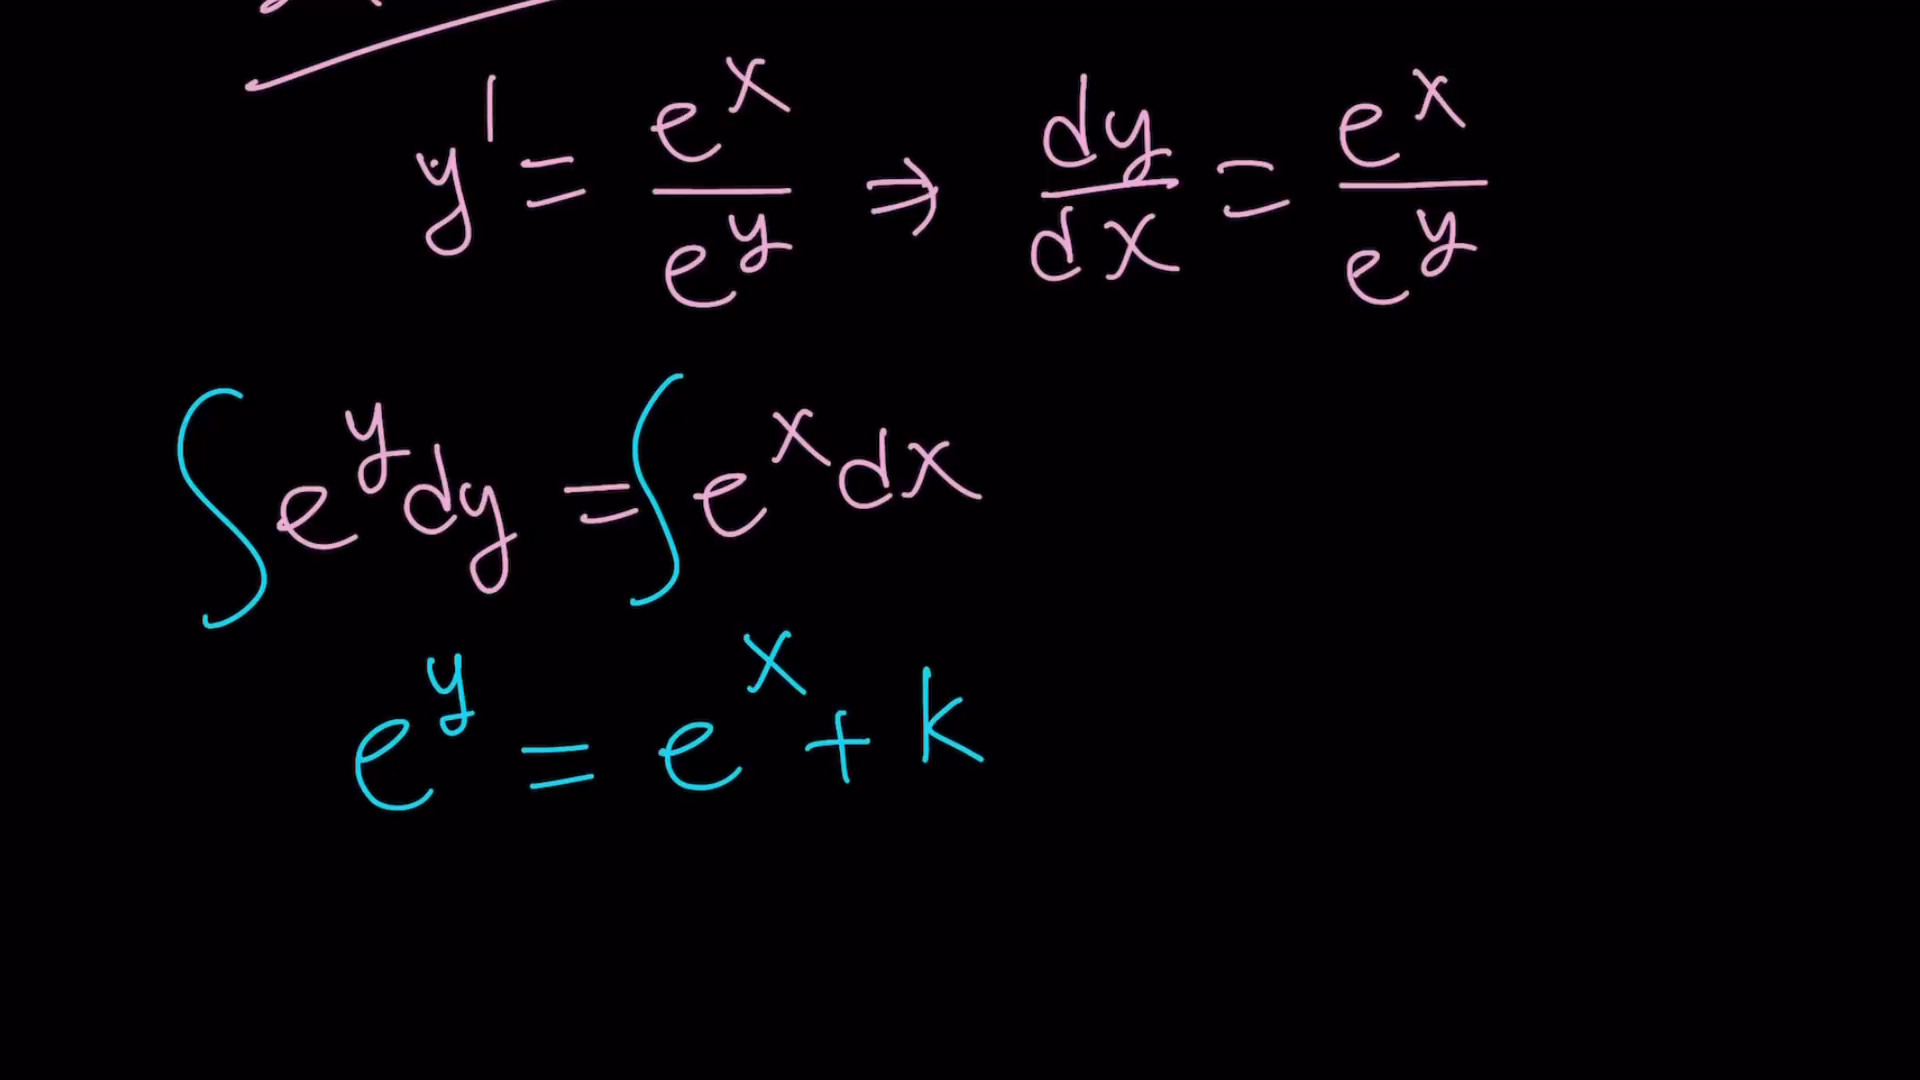 y' = e^x / e^y ⇒ dy/dx = e^x / e^y
∫ e^y dy = ∫ e^x dx
e^y = e^x + k